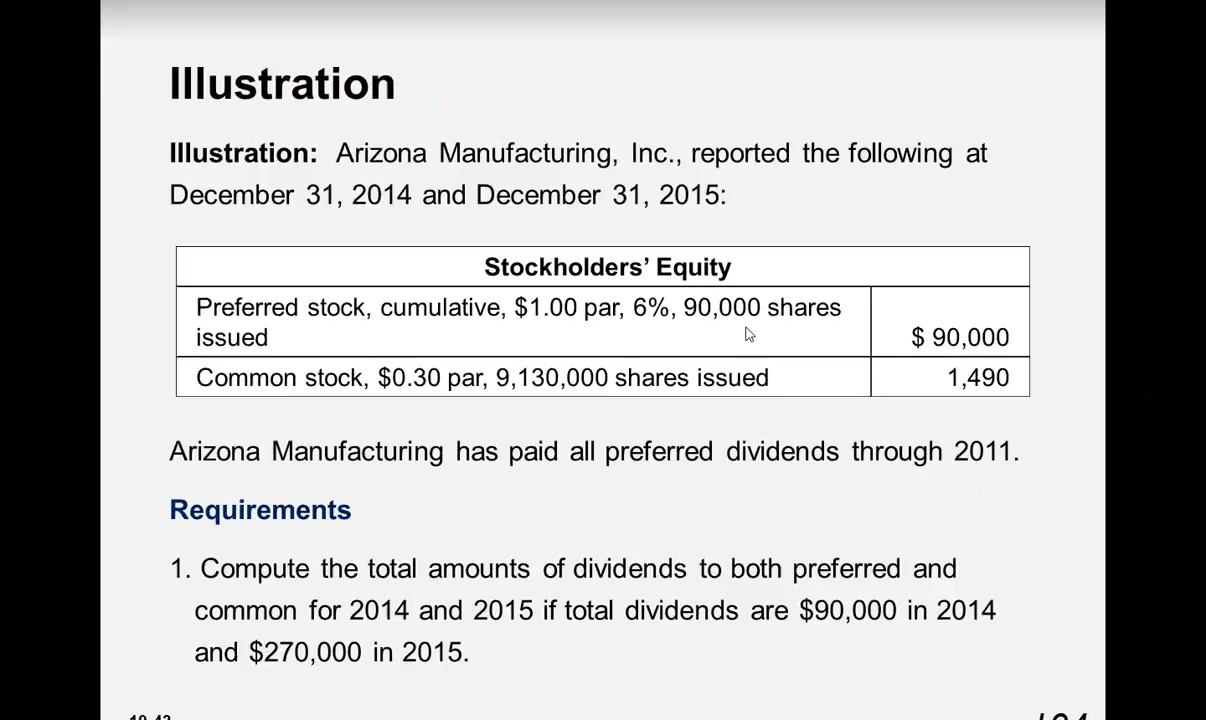 Illustration
Illustration: Arizona Manufacturing, Inc., reported the following at
December 31, 2014 and December 31, 2015:
Stockholders' Equity
Preferred stock, cumulative, $1.00 par, 6%, 90,000 shares
issued
$ 90,000
Common stock, $0.30 par, 9,130,000 shares issued
1,490
Arizona Manufacturing has paid all preferred dividends through 2011.
Requirements
1. Compute the total amounts of dividends to both preferred and
common for 2014 and 2015 if total dividends are $90,000 in 2014
and $270,000 in 2015.